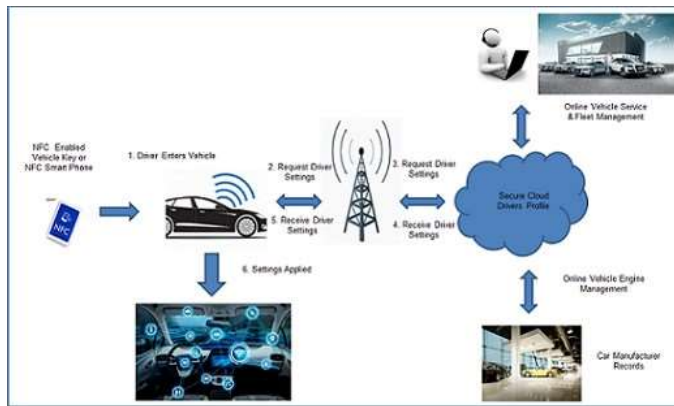 NFC Enabled
Vehicle Key or
NFC Smart Phone
NFC
1. Driver Enters Vehicle
2. Request Driver
Settings
5. Receive Driver
Settings
6. Settings Applied
3. Request Driver
Settings
4. Receive Driver
Settings
Online Vehicle Service
& Fleet Management
Secure Cloud
Drivers Profile
Online Vehicle Engine
Management
Car Manufacturer
Records